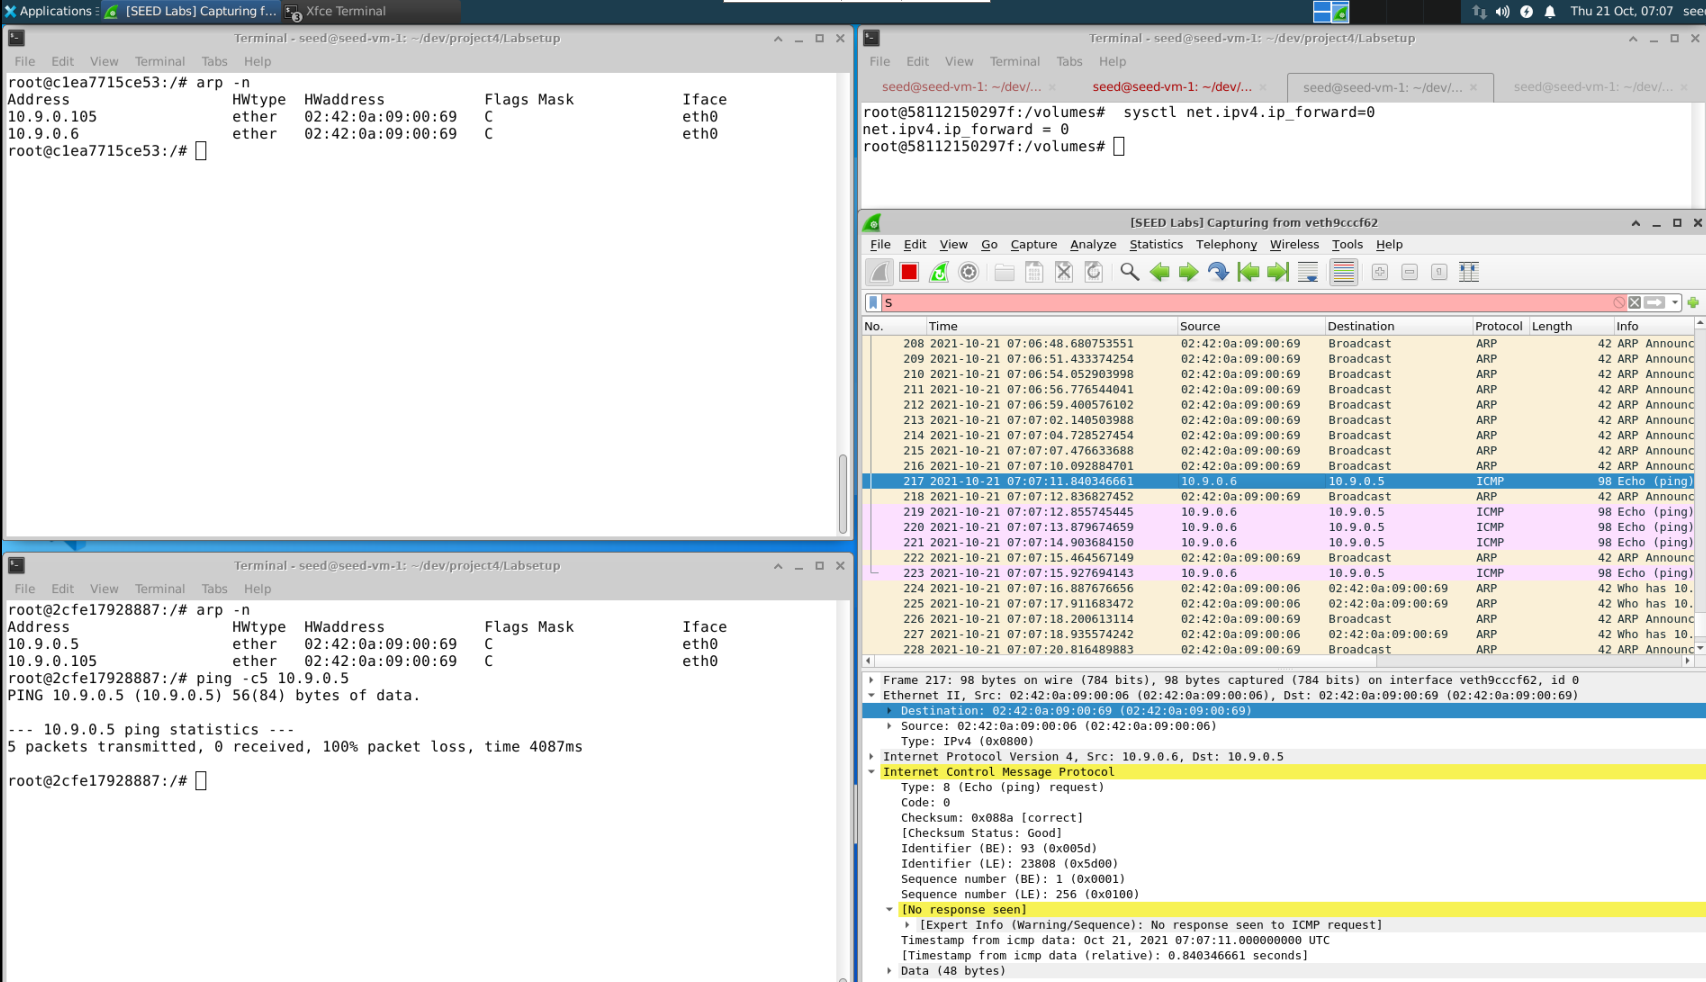 Applications
[SEED Labs] Capturing f...
3
Xfce Terminal
Thu 21 Oct, 07:07
see
Terminal - seed@seed-vm-1: ~/dev/project4/Labsetup
File Edit View Terminal Tabs Help
root@c1ea7715ce53:/# arp -n
Address HWtype HWaddress Flags Mask Iface
10.9.0.105 ether 02:42:0a:09:00:69 C eth0
10.9.0.6 ether 02:42:0a:09:00:69 C eth0
root@c1ea7715ce53:/#
Terminal - seed@seed-vm-1: ~/dev/project4/Labsetup
File Edit View Terminal Tabs Help
root@2cfe17928887:/# arp -n
Address HWtype HWaddress Flags Mask Iface
10.9.0.5 ether 02:42:0a:09:00:69 C eth0
10.9.0.105 ether 02:42:0a:09:00:69 C eth0
root@2cfe17928887:/# ping -c5 10.9.0.5
PING 10.9.0.5 (10.9.0.5) 56(84) bytes of data.
--- 10.9.0.5 ping statistics ---
5 packets transmitted, 0 received, 100% packet loss, time 4087ms
root@2cfe17928887:/#
Terminal - seed@seed-vm-1: ~/dev/project4/Labsetup
File Edit View Terminal Tabs Help
seed@seed-vm-1: ~/dev/... seed@seed-vm-1: ~/dev/... seed@seed-vm-1: ~/dev/... seed@seed-vm-1: ~/dev/...
root@58112150297f:/volumes# sysctl net.ipv4.ip_forward=0
net.ipv4.ip_forward = 0
root@58112150297f:/volumes#
[SEED Labs] Capturing from veth9cccf62
File Edit View Go Capture Analyze Statistics Telephony Wireless Tools Help
S
No. Time Source Destination Protocol Length Info
208 2021-10-21 07:06:48.680753551 02:42:0a:09:00:69 Broadcast ARP 42 ARP Announc
209 2021-10-21 07:06:51.433374254 02:42:0a:09:00:69 Broadcast ARP 42 ARP Announc
210 2021-10-21 07:06:54.052903998 02:42:0a:09:00:69 Broadcast ARP 42 ARP Announc
211 2021-10-21 07:06:56.776544041 02:42:0a:09:00:69 Broadcast ARP 42 ARP Announc
212 2021-10-21 07:06:59.400576102 02:42:0a:09:00:69 Broadcast ARP 42 ARP Announc
213 2021-10-21 07:07:02.140503988 02:42:0a:09:00:69 Broadcast ARP 42 ARP Announc
214 2021-10-21 07:07:04.728527454 02:42:0a:09:00:69 Broadcast ARP 42 ARP Announc
215 2021-10-21 07:07:07.476633688 02:42:0a:09:00:69 Broadcast ARP 42 ARP Announc
216 2021-10-21 07:07:10.092884701 02:42:0a:09:00:69 Broadcast ARP 42 ARP Announc
217 2021-10-21 07:07:11.840346661 10.9.0.6 10.9.0.5 ICMP 98 Echo (ping)
218 2021-10-21 07:07:12.836827452 02:42:0a:09:00:69 Broadcast ARP 42 ARP Announc
219 2021-10-21 07:07:12.855745445 10.9.0.6 10.9.0.5 ICMP 98 Echo (ping)
220 2021-10-21 07:07:13.879674659 10.9.0.6 10.9.0.5 ICMP 98 Echo (ping)
221 2021-10-21 07:07:14.903684150 10.9.0.6 10.9.0.5 ICMP 98 Echo (ping)
222 2021-10-21 07:07:15.464567149 02:42:0a:09:00:69 Broadcast ARP 42 ARP Announc
223 2021-10-21 07:07:15.927694143 10.9.0.6 10.9.0.5 ICMP 98 Echo (ping)
224 2021-10-21 07:07:16.887676656 02:42:0a:09:00:06 02:42:0a:09:00:69 ARP 42 Who has 10.
225 2021-10-21 07:07:17.911683472 02:42:0a:09:00:06 02:42:0a:09:00:69 ARP 42 Who has 10.
226 2021-10-21 07:07:18.200613114 02:42:0a:09:00:69 Broadcast ARP 42 ARP Announc
227 2021-10-21 07:07:18.935574242 02:42:0a:09:00:06 02:42:0a:09:00:69 ARP 42 Who has 10.
228 2021-10-21 07:07:20.816489883 02:42:0a:09:00:69 Broadcast ARP 42 ARP Announc
Frame 217: 98 bytes on wire (784 bits), 98 bytes captured (784 bits) on interface veth9cccf62, id 0
Ethernet II, Src: 02:42:0a:09:00:06 (02:42:0a:09:00:06), Dst: 02:42:0a:09:00:69 (02:42:0a:09:00:69)
Destination: 02:42:0a:09:00:69 (02:42:0a:09:00:69)
Source: 02:42:0a:09:00:06 (02:42:0a:09:00:06)
Type: IPv4 (0x0800)
Internet Protocol Version 4, Src: 10.9.0.6, Dst: 10.9.0.5
Internet Control Message Protocol
Type: 8 (Echo (ping) request)
Code: 0
Checksum: 0x088a [correct]
[Checksum Status: Good]
Identifier (BE): 93 (0x005d)
Identifier (LE): 23808 (0x5d00)
Sequence number (BE): 1 (0x0001)
Sequence number (LE): 256 (0x0100)
[No response seen]
[Expert Info (Warning/Sequence): No response seen to ICMP request]
Timestamp from icmp data: Oct 21, 2021 07:07:11.000000000 UTC
[Timestamp from icmp data (relative): 0.840346661 seconds]
Data (48 bytes)